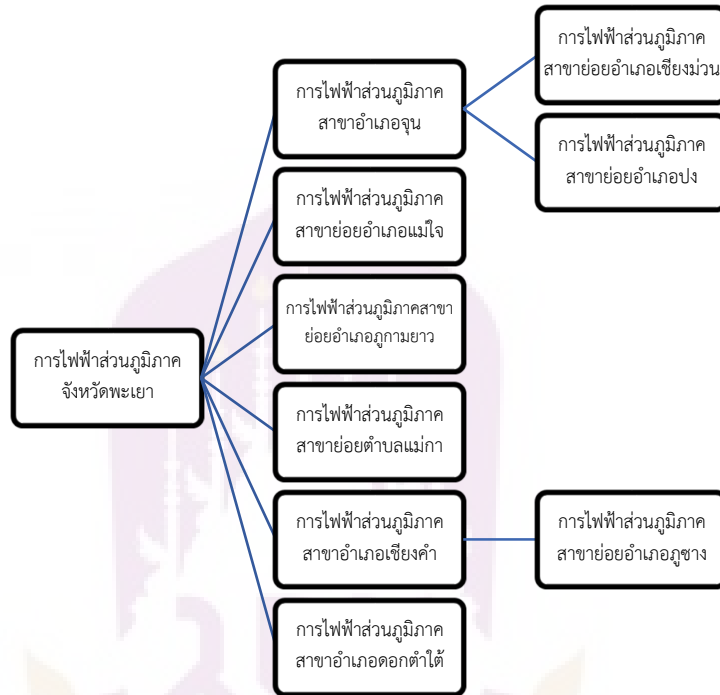 การไฟฟ้าส่วนภูมิภาค
จังหวัดพะเยา
การไฟฟ้าส่วนภูมิภาค
สาขาอำเภอจุน
การไฟฟ้าส่วนภูมิภาค
สาขาย่อยอำเภอเชียงม่วน
การไฟฟ้าส่วนภูมิภาค
สาขาย่อยอำเภอปง
การไฟฟ้าส่วนภูมิภาค
สาขาย่อยอำเภอแม่ใจ
การไฟฟ้าส่วนภูมิภาคสาขา
ย่อยอำเภอภูกามยาว
การไฟฟ้าส่วนภูมิภาค
สาขาย่อยตำบลแม่กา
การไฟฟ้าส่วนภูมิภาค
สาขาอำเภอเชียงคำ
การไฟฟ้าส่วนภูมิภาค
สาขาย่อยอำเภอภูซาง
การไฟฟ้าส่วนภูมิภาค
สาขาอำเภอดอกตำใต้